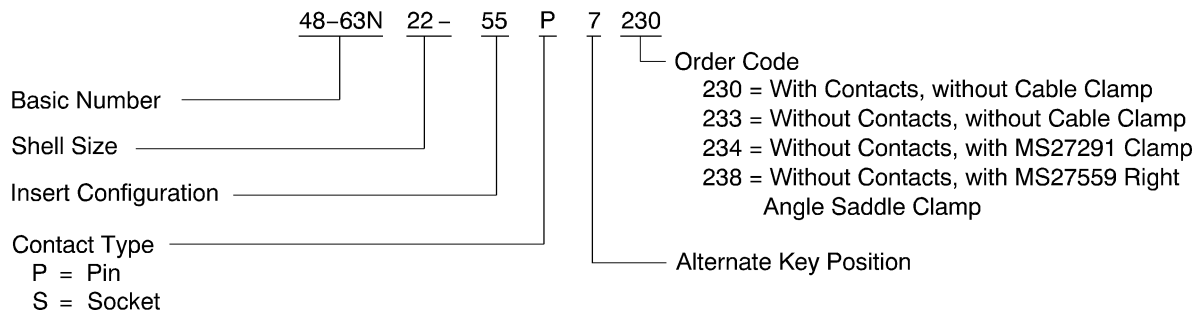 48–63N 22 – 55 P 7 230
Basic Number
Shell Size
Insert Configuration
Contact Type
P = Pin
S = Socket
Order Code
230 = With Contacts, without Cable Clamp
233 = Without Contacts, without Cable Clamp
234 = Without Contacts, with MS27291 Clamp
238 = Without Contacts, with MS27559 Right
Angle Saddle Clamp
Alternate Key Position